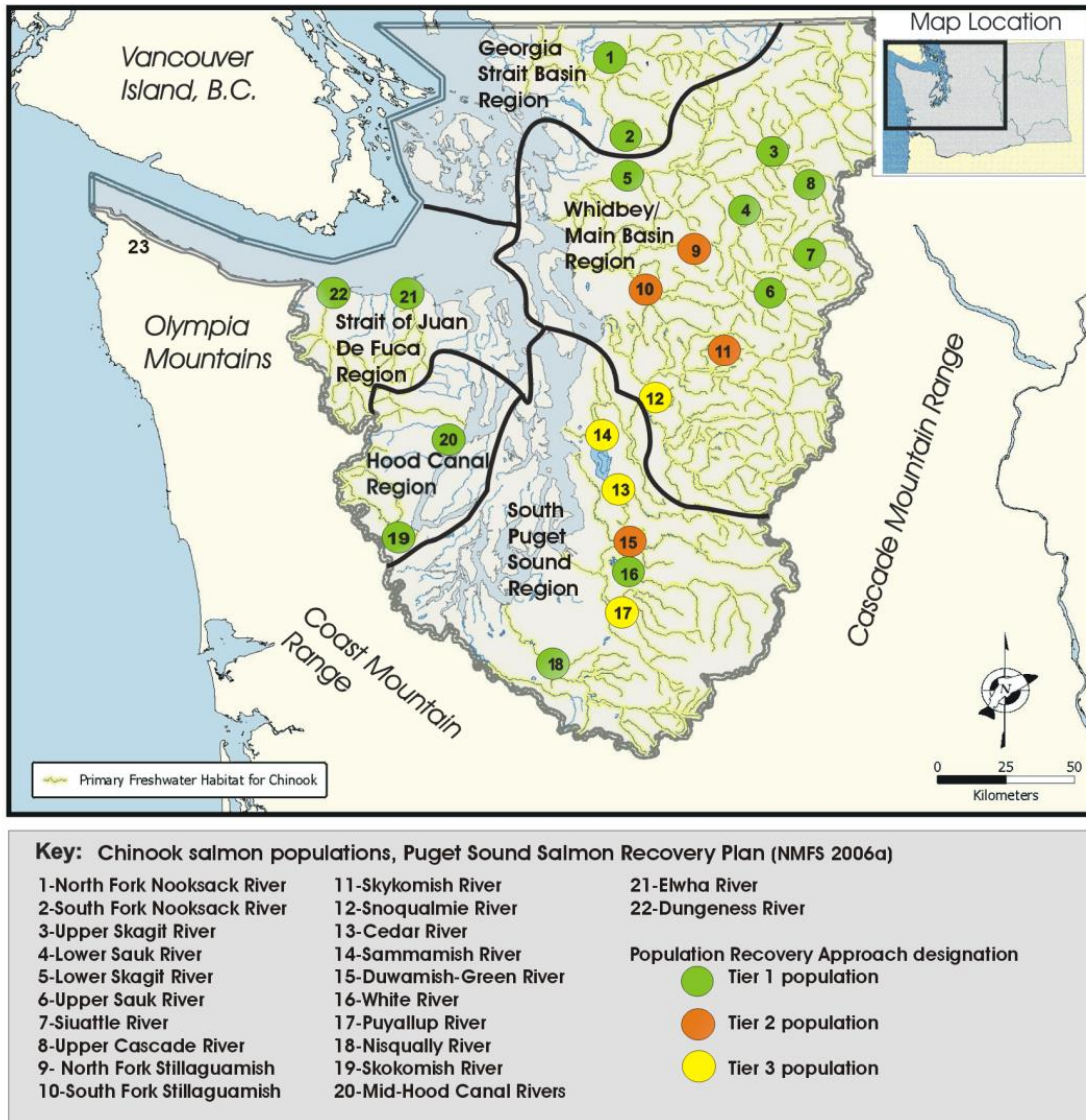 Map Location
Vancouver
Island, B.C.
Georgia
Strait Basin
Region
1
2
3
5
8
4
Whidbey/
Main Basin
Region
9
7
10
6
23
22
21
Strait of Juan
De Fuca
Region
Olympia
Mountains
11
12
14
20
Hood Canal
Region
13
South
Puget
Sound
Region
19
15
16
17
18
Cascade Mountain Range
Coast Mountain
Range
N
Primary Freshwater Habitat for Chinook
0 25 50
Kilometers
Key: Chinook salmon populations, Puget Sound Salmon Recovery Plan (NMFS 2006a)
1-North Fork Nooksack River
2-South Fork Nooksack River
3-Upper Skagit River
4-Lower Sauk River
5-Lower Skagit River
6-Upper Sauk River
7-Siuattle River
8-Upper Cascade River
9- North Fork Stillaguamish
10-South Fork Stillaguamish
11-Skykomish River
12-Snoqualmie River
13-Cedar River
14-Sammamish River
15-Duwamish-Green River
16-White River
17-Puyallup River
18-Nisqually River
19-Skokomish River
20-Mid-Hood Canal Rivers
21-Elwha River
22-Dungeness River
Population Recovery Approach designation
Tier 1 population
Tier 2 population
Tier 3 population